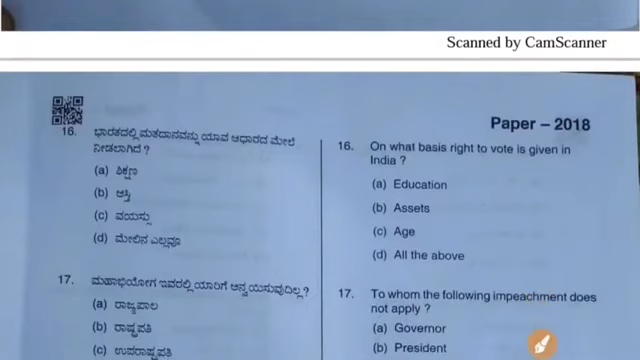 Scanned by CamScanner
Paper – 2018
16. ಭಾರತದಲ್ಲಿ ಮತದಾನವನ್ನು ಯಾವ ಆಧಾರದ ಮೇಲೆ
ನೀಡಲಾಗಿದೆ ?
(a) ಶಿಕ್ಷಣ
(b) ಆಸ್ತಿ
(c) ವಯಸ್ಸು
(d) ಮೇಲಿನ ಎಲ್ಲವೂ
17. ಮಹಾಭಿಯೋಗ ಇವರಲ್ಲಿ ಯಾರಿಗೆ ಅನ್ವಯಿಸುವುದಿಲ್ಲ ?
(a) ರಾಜ್ಯಪಾಲ
(b) ರಾಷ್ಟ್ರಪತಿ
(c) ಉಪರಾಷ್ಟ್ರಪತಿ
16. On what basis right to vote is given in
India ?
(a) Education
(b) Assets
(c) Age
(d) All the above
17. To whom the following impeachment does
not apply ?
(a) Governor
(b) President